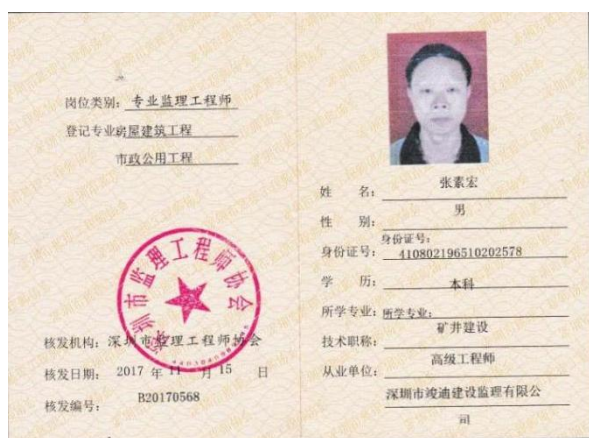 岗位类别：专业监理工程师
登记专业房屋建筑工程
市政公用工程
深圳市监理工程师协会
核发机构：深圳市监理工程师协会
核发日期：2017 年 11 月 15 日
核发编号：B20170568
姓 名：张素宏
性 别：男
身份证号：
身份证号：410802196510202578
学 历：本科
所学专业：所学专业：
矿井建设
技术职称：
高级工程师
从业单位：
深圳市浚迪建设监理有限公
司